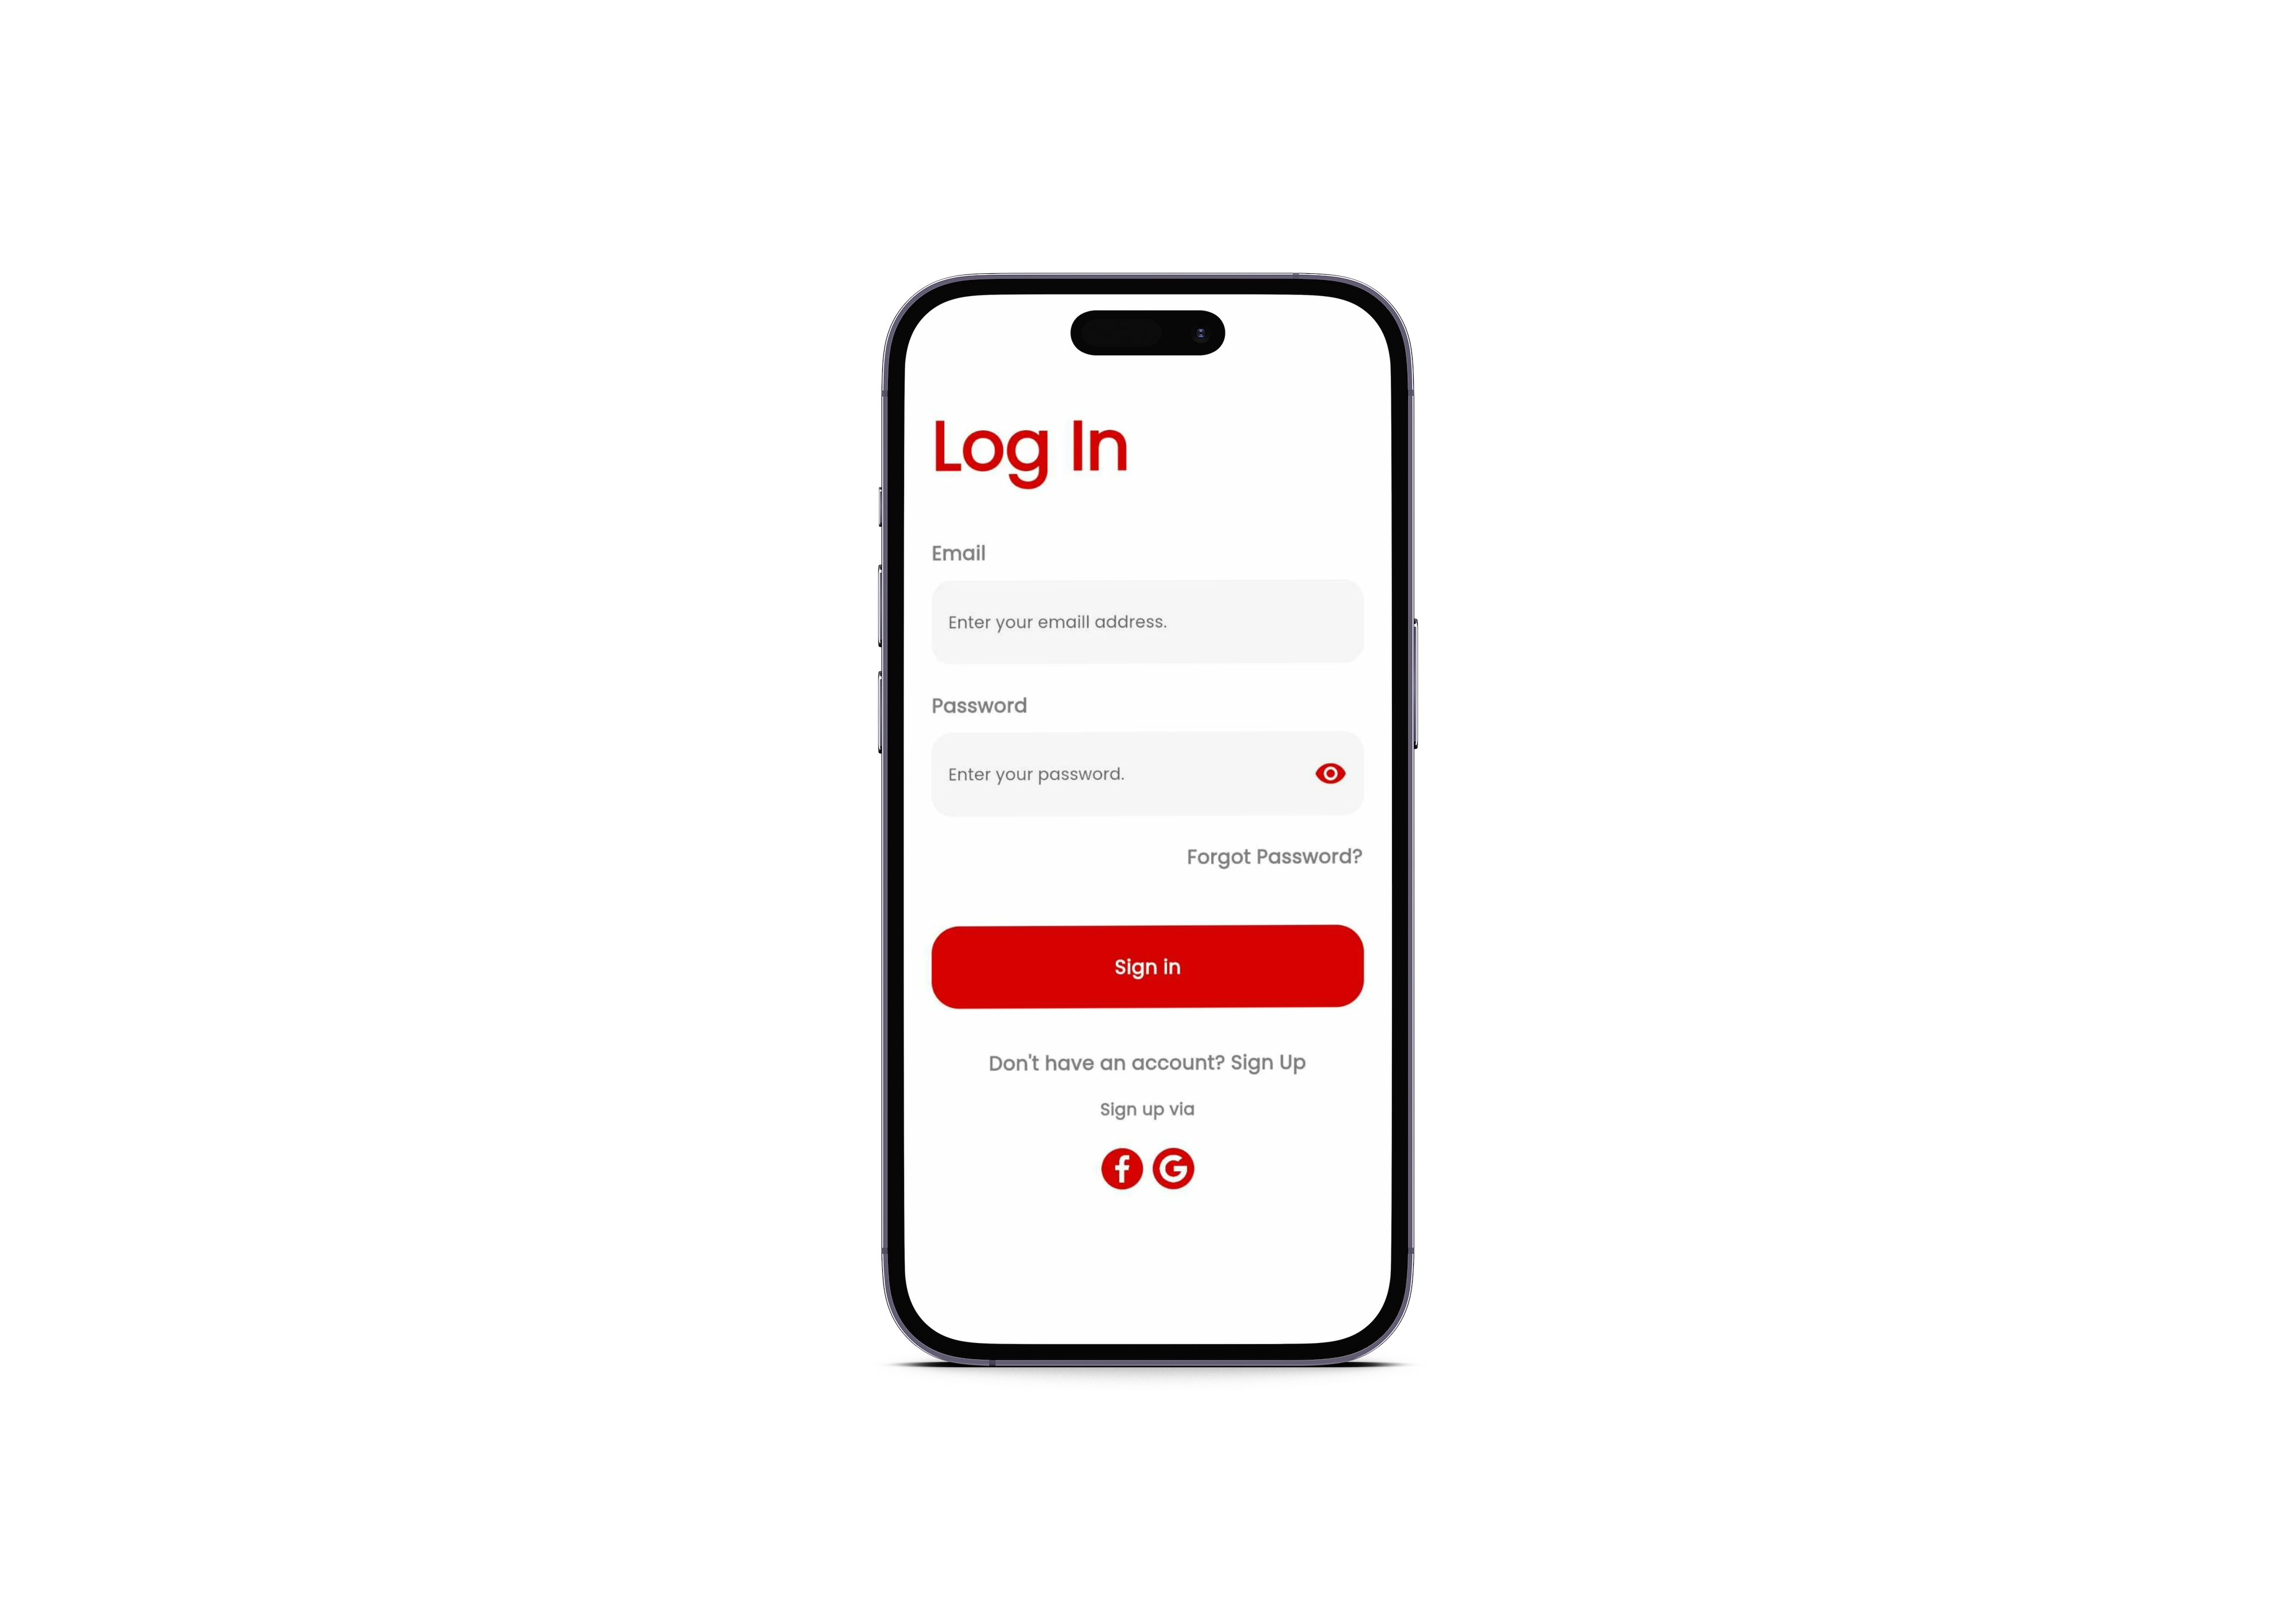 Log In
Email
Enter your emaill address.
Password
Enter your password.
Forgot Password?
Sign in
Don't have an account? Sign Up
Sign up via